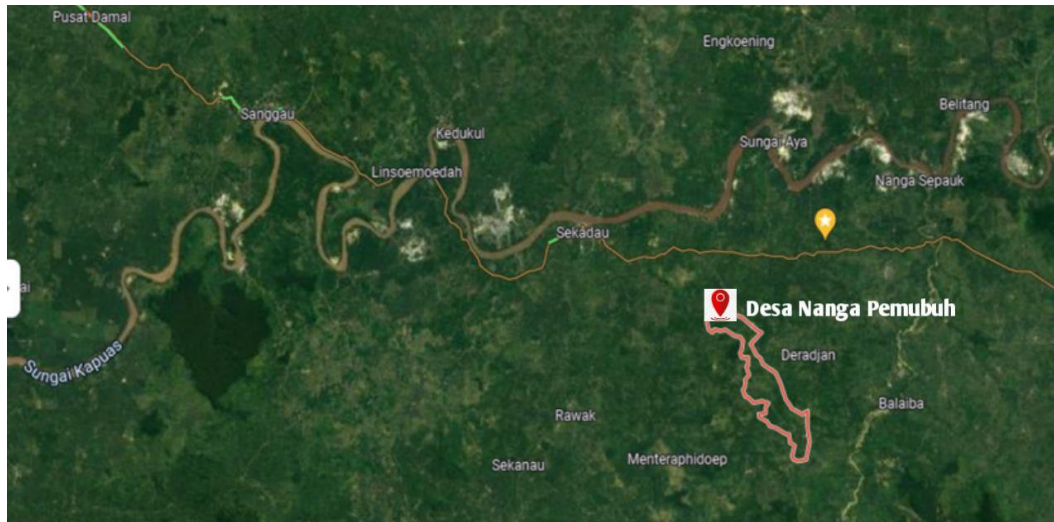 Pusat Damal
Engkoening
Sanggau
Belitang
Kedukul
Sungai Aya
Linsoemoedah
Nanga Sepauk
Sekadau
ai
Desa Nanga Pemubuh
Sungai Kapuas
Deradjan
Balaiba
Rawak
Sekanau
Menteraphidoep